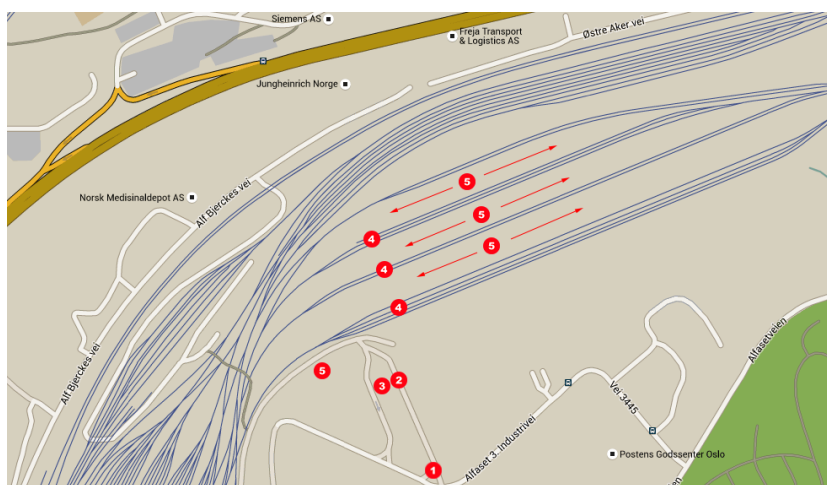 Siemens AS
Freja Transport
& Logistics AS
Østre Aker vei
Jungheinrich Norge
Norsk Medisinaldepot AS
Alf Bjerckes vei
5
5
4
5
4
4
Alf Bjerckes vei
5
3
2
Alfasetveien
Vei 3445
Alfaset 3. Industrivei
1
Postens Godssenter Oslo
eien